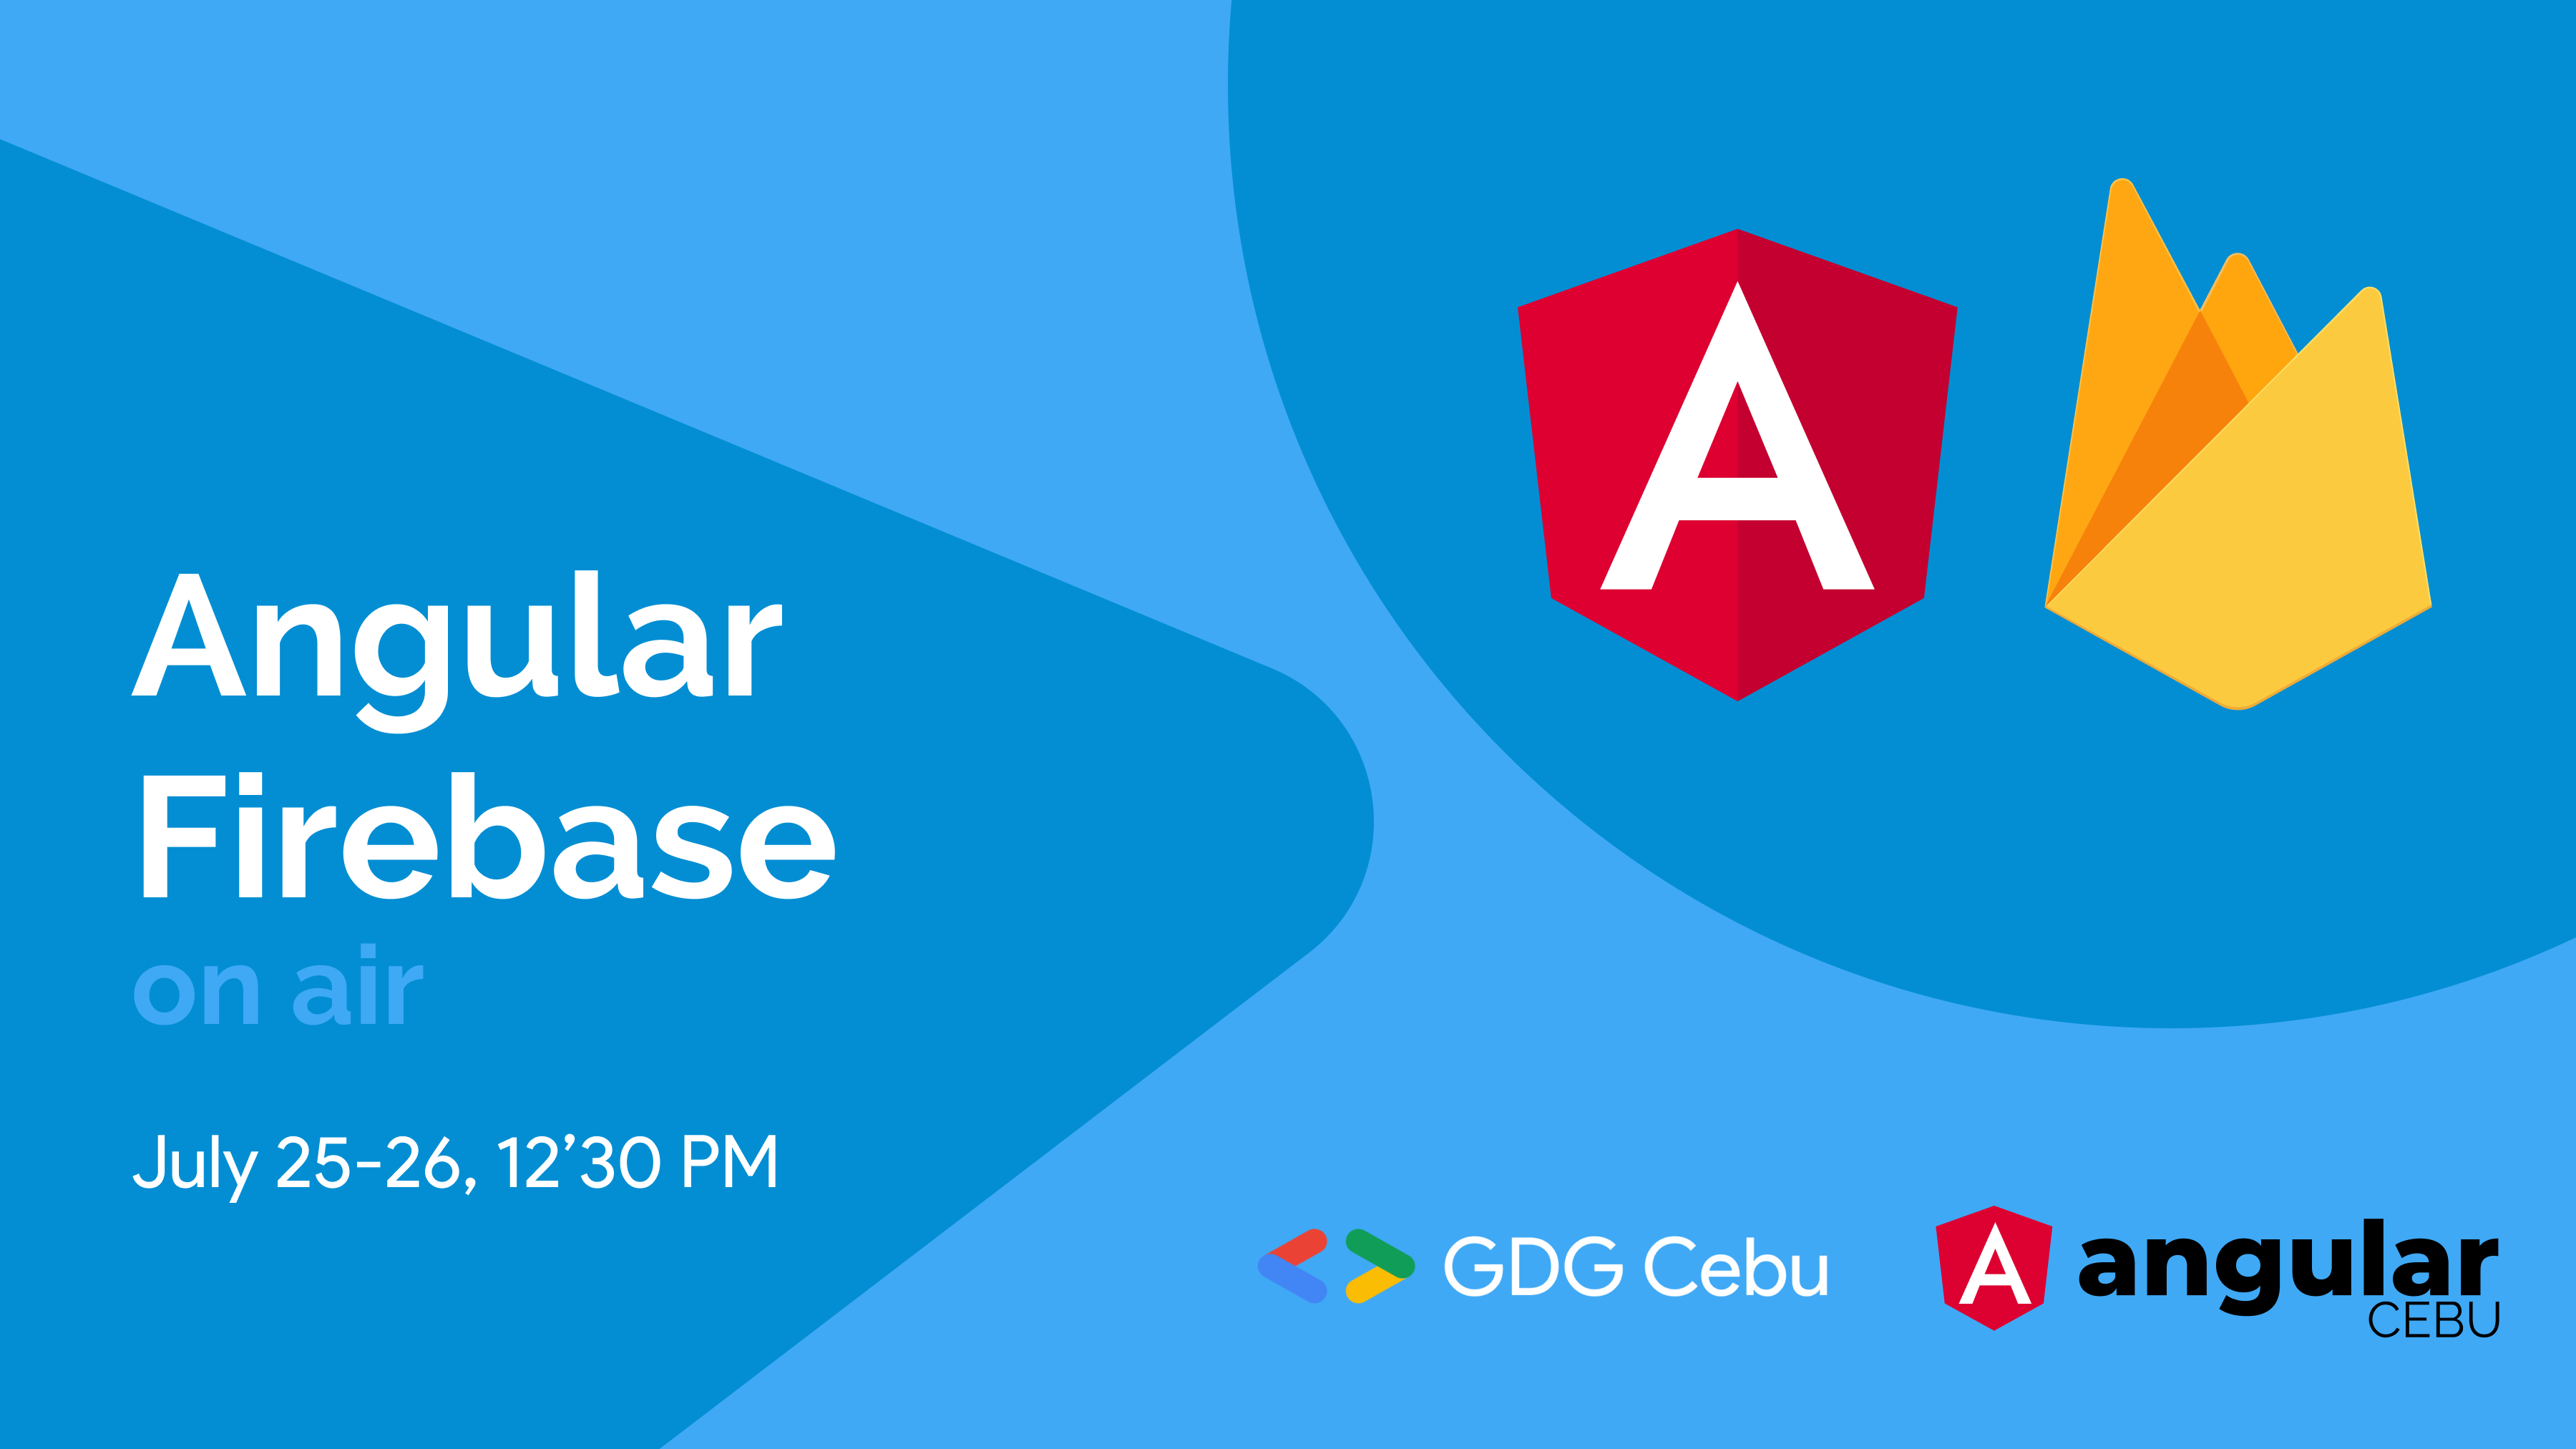 Angular
Firebase
on air
July 25-26, 12’30 PM
A
GDG Cebu
A
angular
CEBU